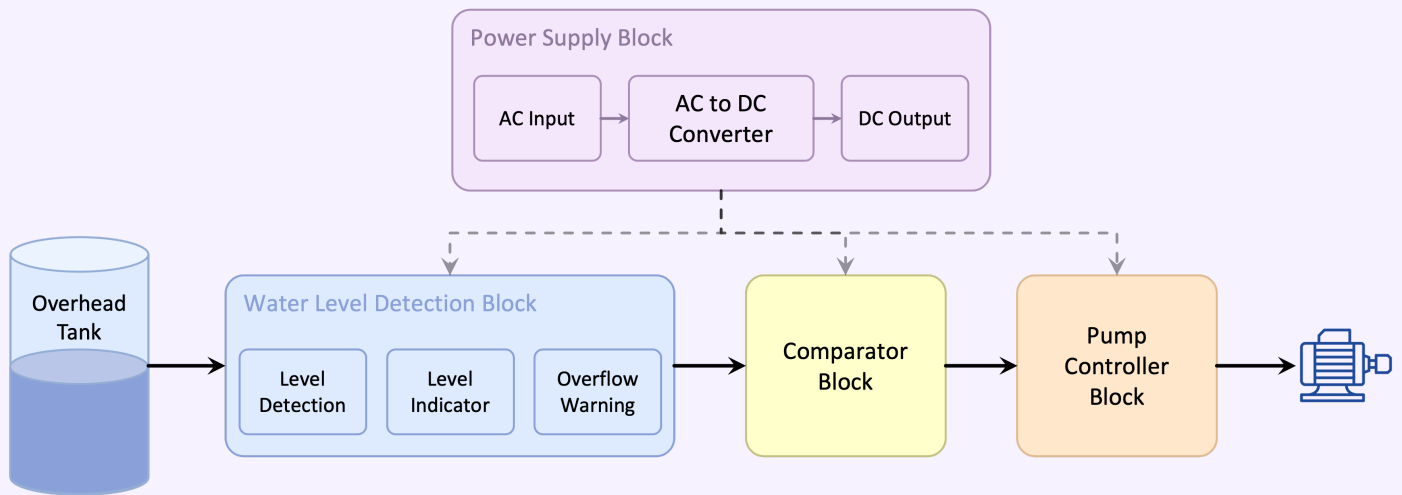 Power Supply Block
AC Input
AC to DC
Converter
DC Output
Overhead
Tank
Water Level Detection Block
Level
Detection
Level
Indicator
Overflow
Warning
Comparator
Block
Pump
Controller
Block